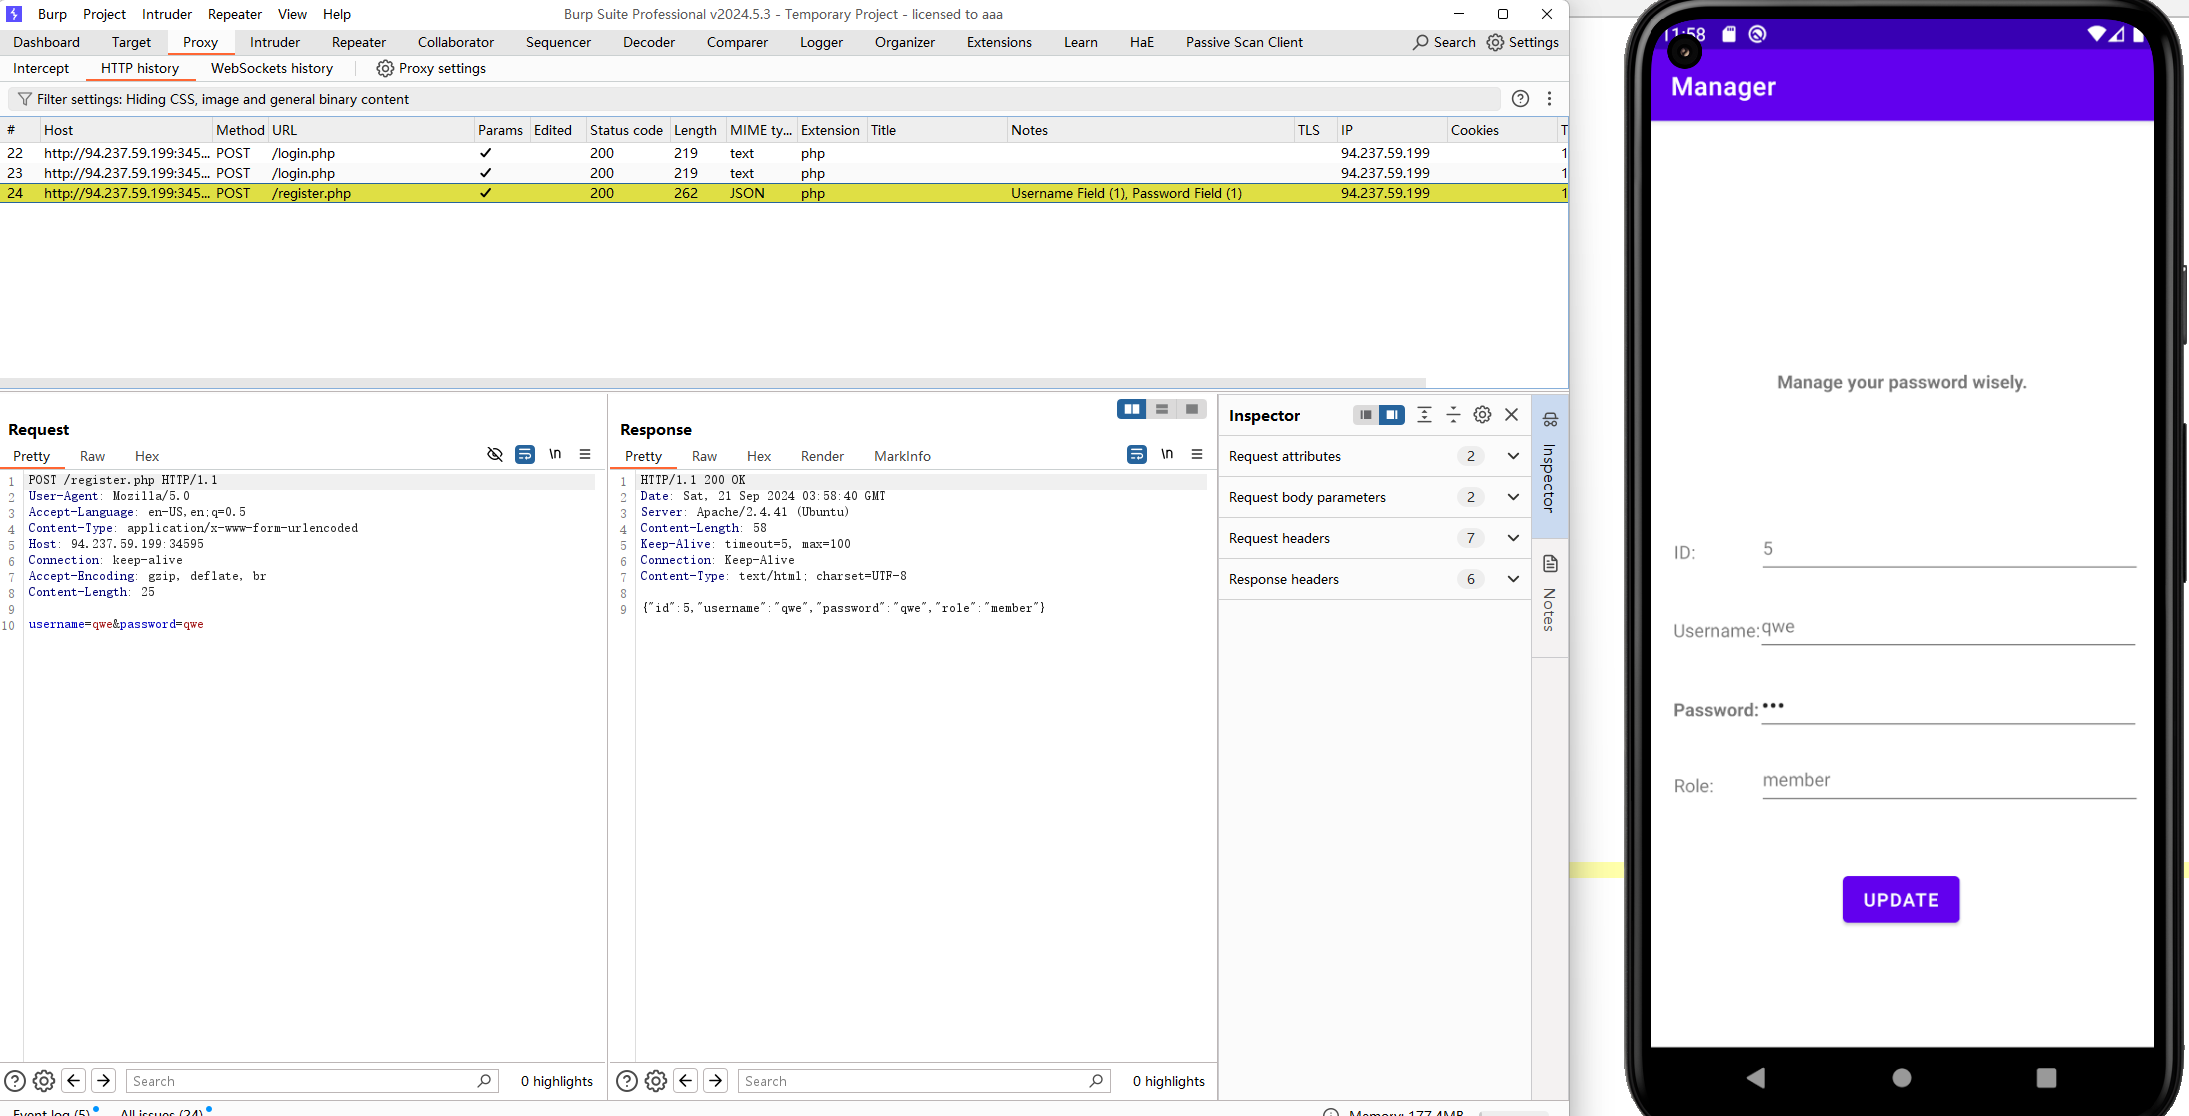 Burp Project Intruder Repeater View Help Burp Suite Professional v2024.5.3 - Temporary Project - licensed to aaa
Dashboard Target Proxy Intruder Repeater Collaborator Sequencer Decoder Comparer Logger Organizer Extensions Learn HaE Passive Scan Client Search Settings
Intercept HTTP history WebSockets history Proxy settings
Filter settings: Hiding CSS, image and general binary content
# Host Method URL Params Edited Status code Length MIME ty... Extension Title Notes TLS IP Cookies T
22 http://94.237.59.199:345... POST /login.php ✓ 200 219 text php 94.237.59.199 1
23 http://94.237.59.199:345... POST /login.php ✓ 200 219 text php 94.237.59.199 1
24 http://94.237.59.199:345... POST /register.php ✓ 200 262 JSON php Username Field (1), Password Field (1) 94.237.59.199 1
Request
Pretty Raw Hex \n
1 POST /register.php HTTP/1.1
2 User-Agent: Mozilla/5.0
3 Accept-Language: en-US,en;q=0.5
4 Content-Type: application/x-www-form-urlencoded
5 Host: 94.237.59.199:34595
6 Connection: keep-alive
7 Accept-Encoding: gzip, deflate, br
8 Content-Length: 25
9
10 username=qwe&password=qwe
Search 0 highlights
Response
Pretty Raw Hex Render MarkInfo \n
1 HTTP/1.1 200 OK
2 Date: Sat, 21 Sep 2024 03:58:40 GMT
3 Server: Apache/2.4.41 (Ubuntu)
4 Content-Length: 58
5 Keep-Alive: timeout=5, max=100
6 Connection: Keep-Alive
7 Content-Type: text/html; charset=UTF-8
8
9 {"id":5,"username":"qwe","password":"qwe","role":"member"}
Search 0 highlights
Inspector
Request attributes 2
Request body parameters 2
Request headers 7
Response headers 6
Inspector
Notes
Event log (5) All issues (24) Memory: 177.4MB
11:58
Manager
Manage your password wisely.
ID: 5
Username: qwe
Password: •••
Role: member
UPDATE